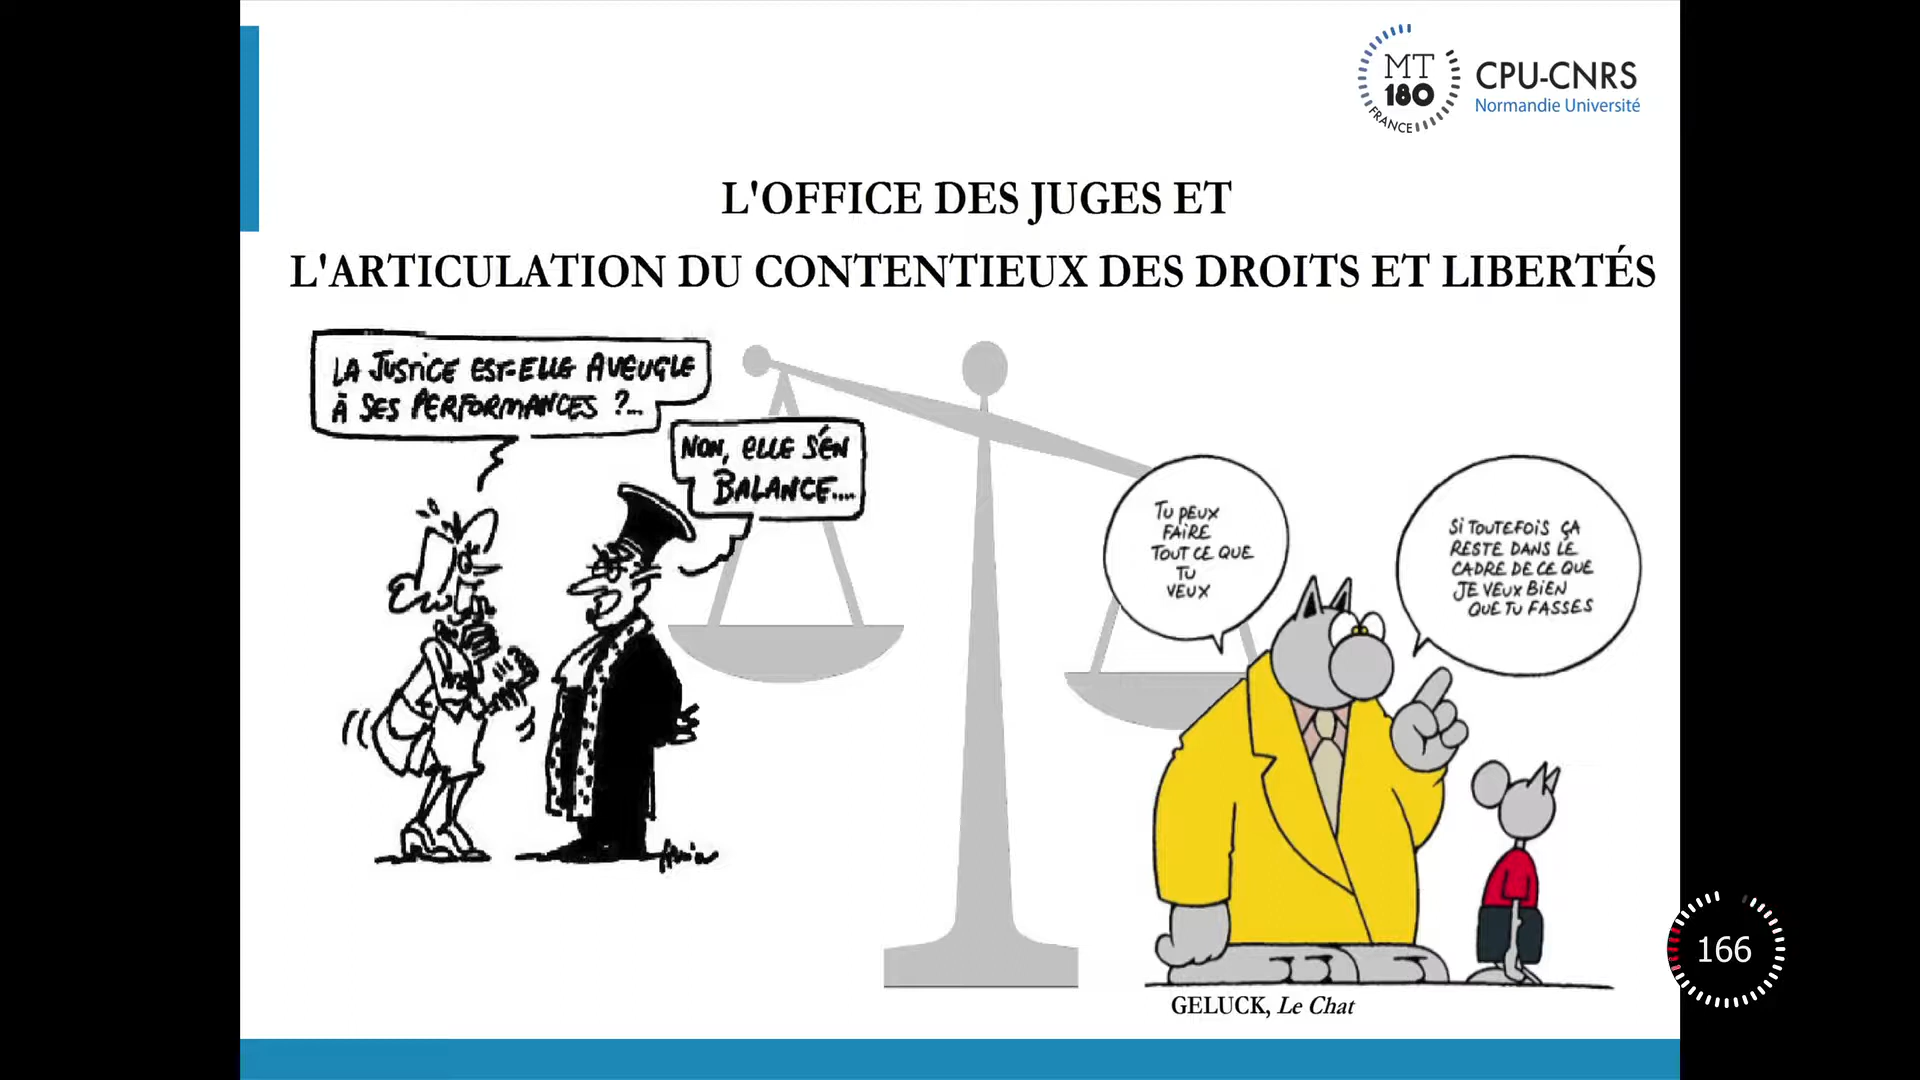 MT
180
FRANCE
CPU-CNRS
Normandie Université
L'OFFICE DES JUGES ET
L'ARTICULATION DU CONTENTIEUX DES DROITS ET LIBERTÉS
LA JUSTICE EST-ELLE AVEUGLE
À SES PERFORMANCES ?...
NON, ELLE S'EN
BALANCE....
TU PEUX
FAIRE
TOUT CE QUE
TU
VEUX
SI TOUTEFOIS ÇA
RESTE DANS LE
CADRE DE CE QUE
JE VEUX BIEN
QUE TU FASSES
GELUCK, Le Chat
166